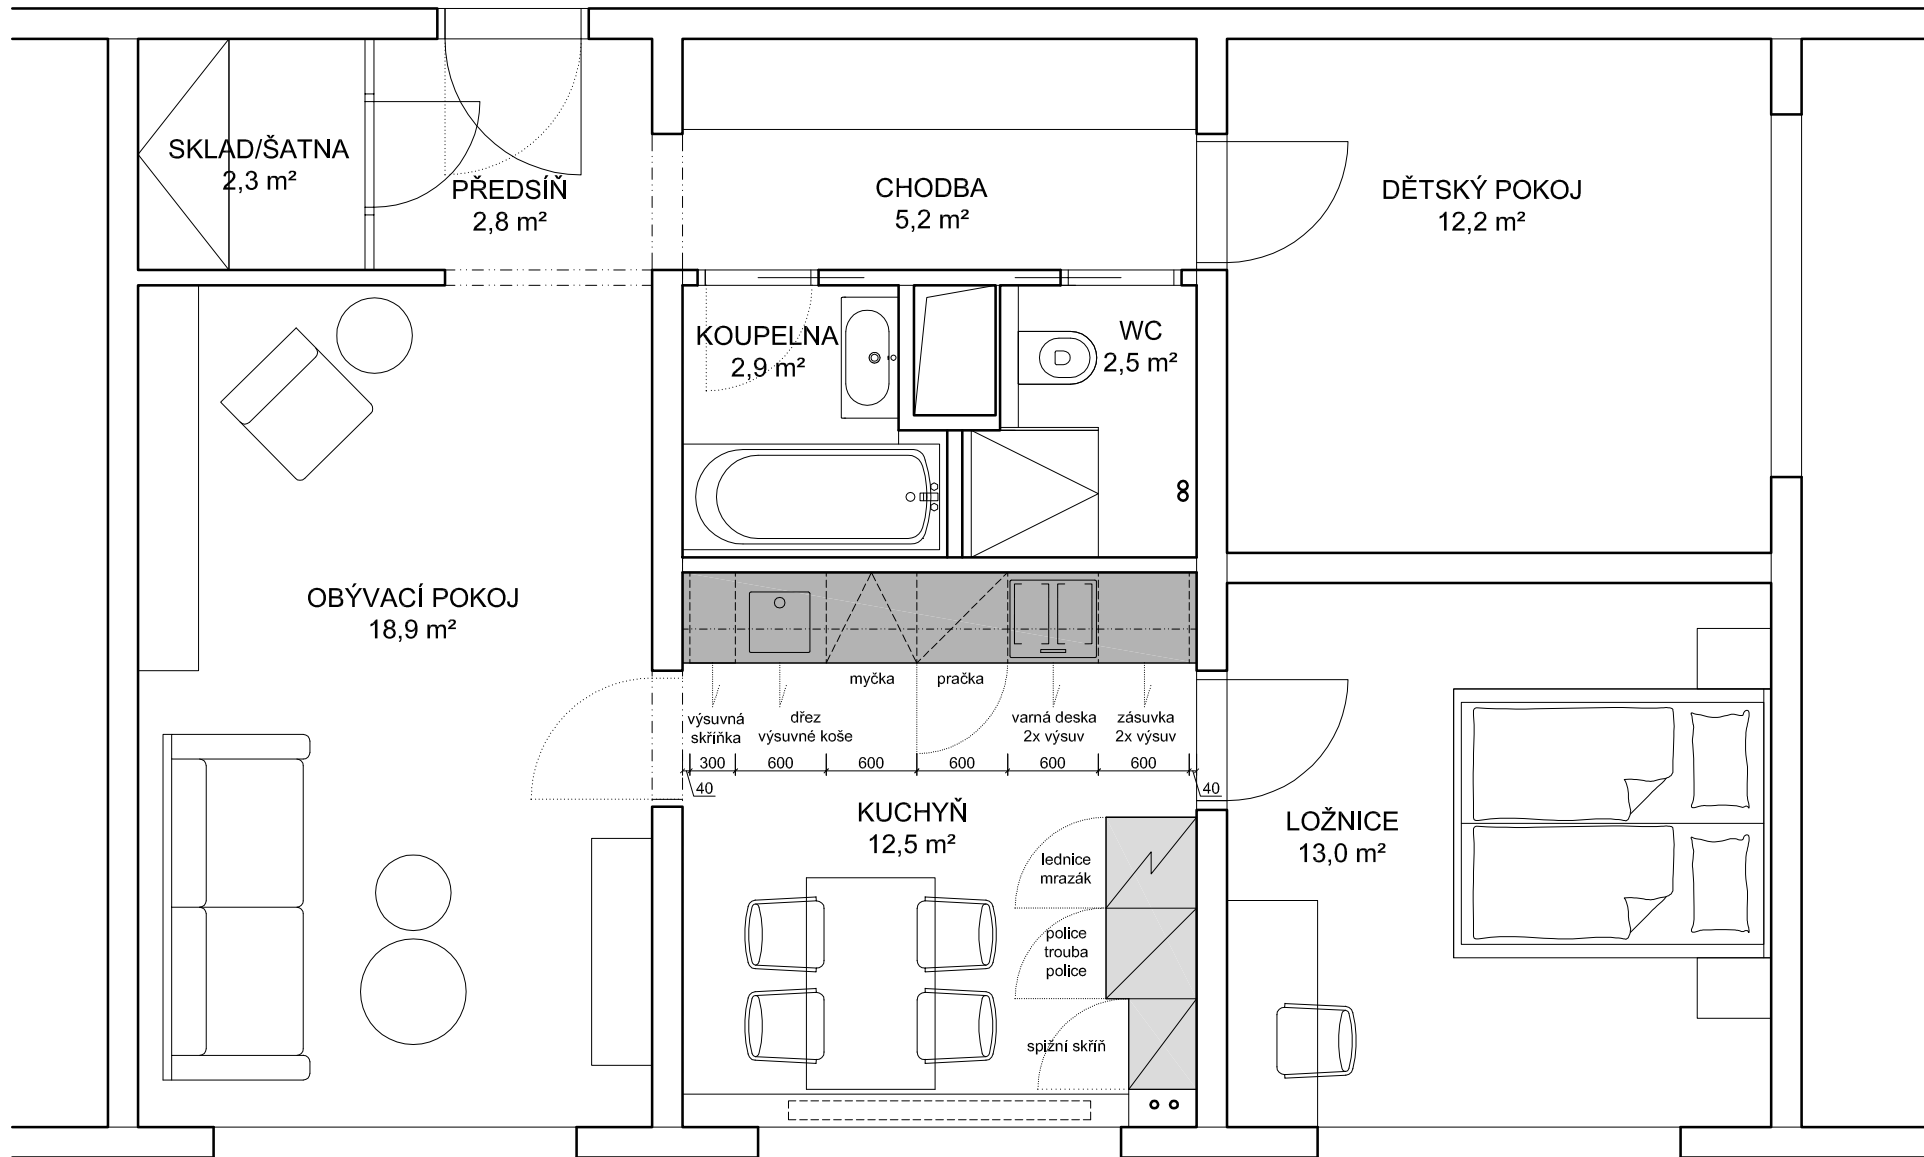 SKLAD/ŠATNA
2,3 m²
PŘEDSÍŇ
2,8 m²
CHODBA
5,2 m²
DĚTSKÝ POKOJ
12,2 m²
KOUPELNA
2,9 m²
WC
2,5 m²
OBÝVACÍ POKOJ
18,9 m²
myčka
pračka
výsuvná
skříňka
dřez
výsuvné koše
varná deska
2x výsuv
zásuvka
2x výsuv
300
600
600
600
600
600
40
40
KUCHYŇ
12,5 m²
LOŽNICE
13,0 m²
lednice
mrazák
police
trouba
police
spižní skříň